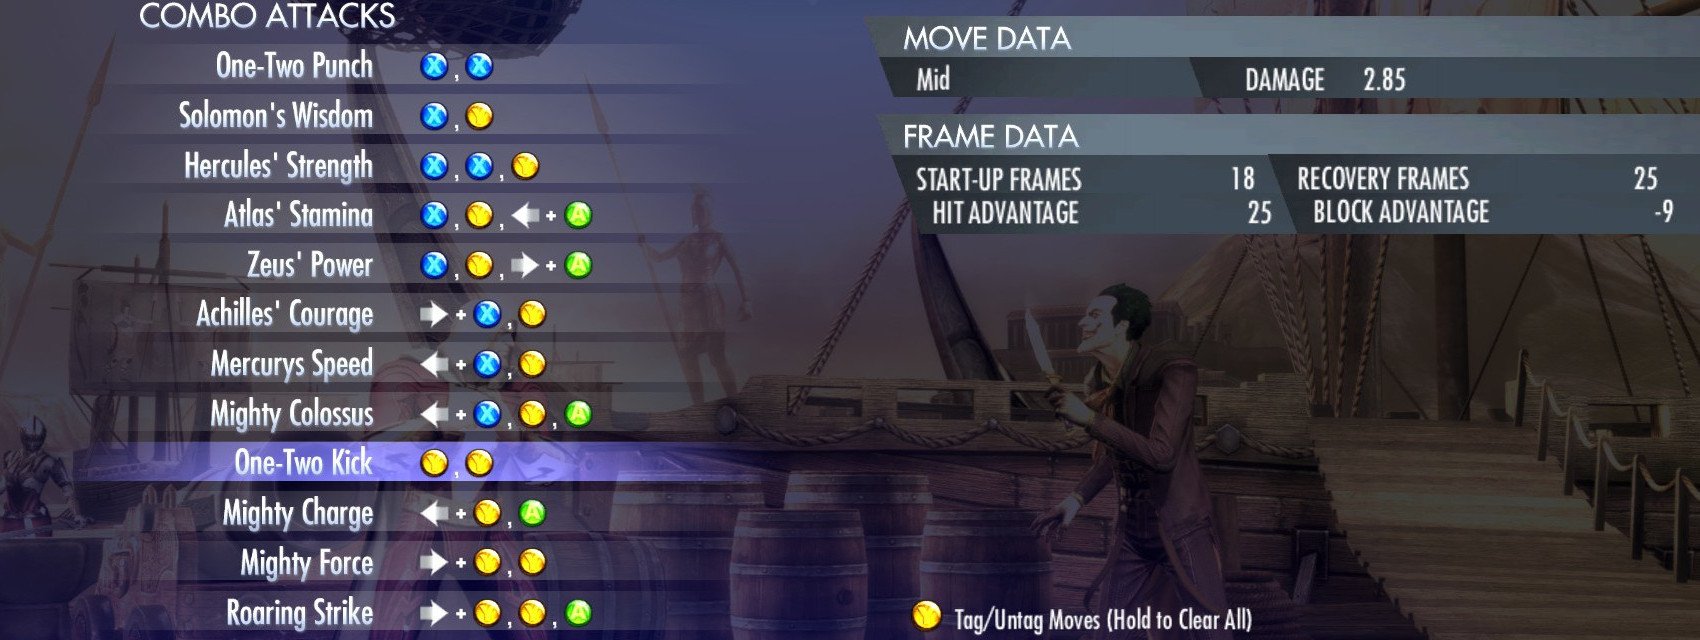 COMBO ATTACKS
One-Two Punch X , X
Solomon's Wisdom X , Y
Hercules' Strength X , X , Y
Atlas' Stamina X , Y , ← + A
Zeus' Power X , Y , → + A
Achilles' Courage → + X , Y
Mercurys Speed ← + X , Y
Mighty Colossus ← + X , Y , A
One-Two Kick Y , Y
Mighty Charge ← + Y , A
Mighty Force → + Y , Y
Roaring Strike → + Y , Y , A
MOVE DATA
Mid DAMAGE 2.85
FRAME DATA
START-UP FRAMES 18 RECOVERY FRAMES 25
HIT ADVANTAGE 25 BLOCK ADVANTAGE -9
Y Tag/Untag Moves (Hold to Clear All)